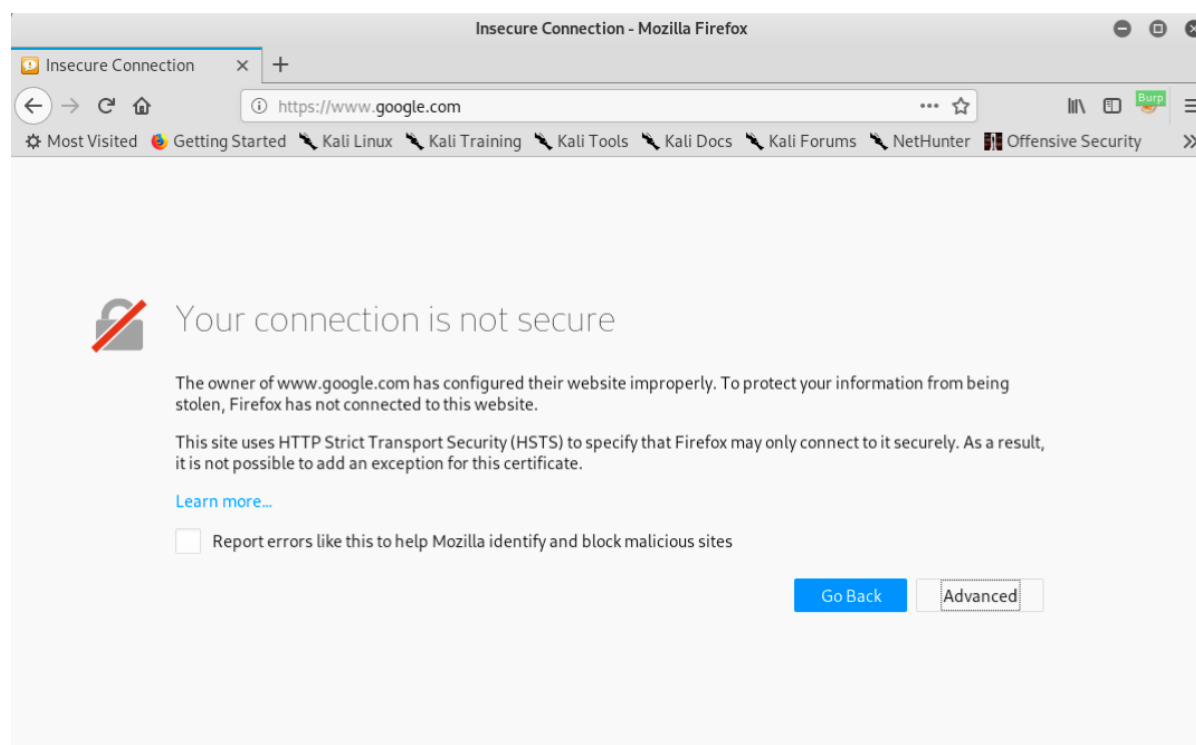 Insecure Connection - Mozilla Firefox
Insecure Connection
https://www.google.com
Burp
Most Visited Getting Started Kali Linux Kali Training Kali Tools Kali Docs Kali Forums NetHunter Offensive Security
Your connection is not secure
The owner of www.google.com has configured their website improperly. To protect your information from being
stolen, Firefox has not connected to this website.
This site uses HTTP Strict Transport Security (HSTS) to specify that Firefox may only connect to it securely. As a result,
it is not possible to add an exception for this certificate.
Learn more...
Report errors like this to help Mozilla identify and block malicious sites
Go Back Advanced